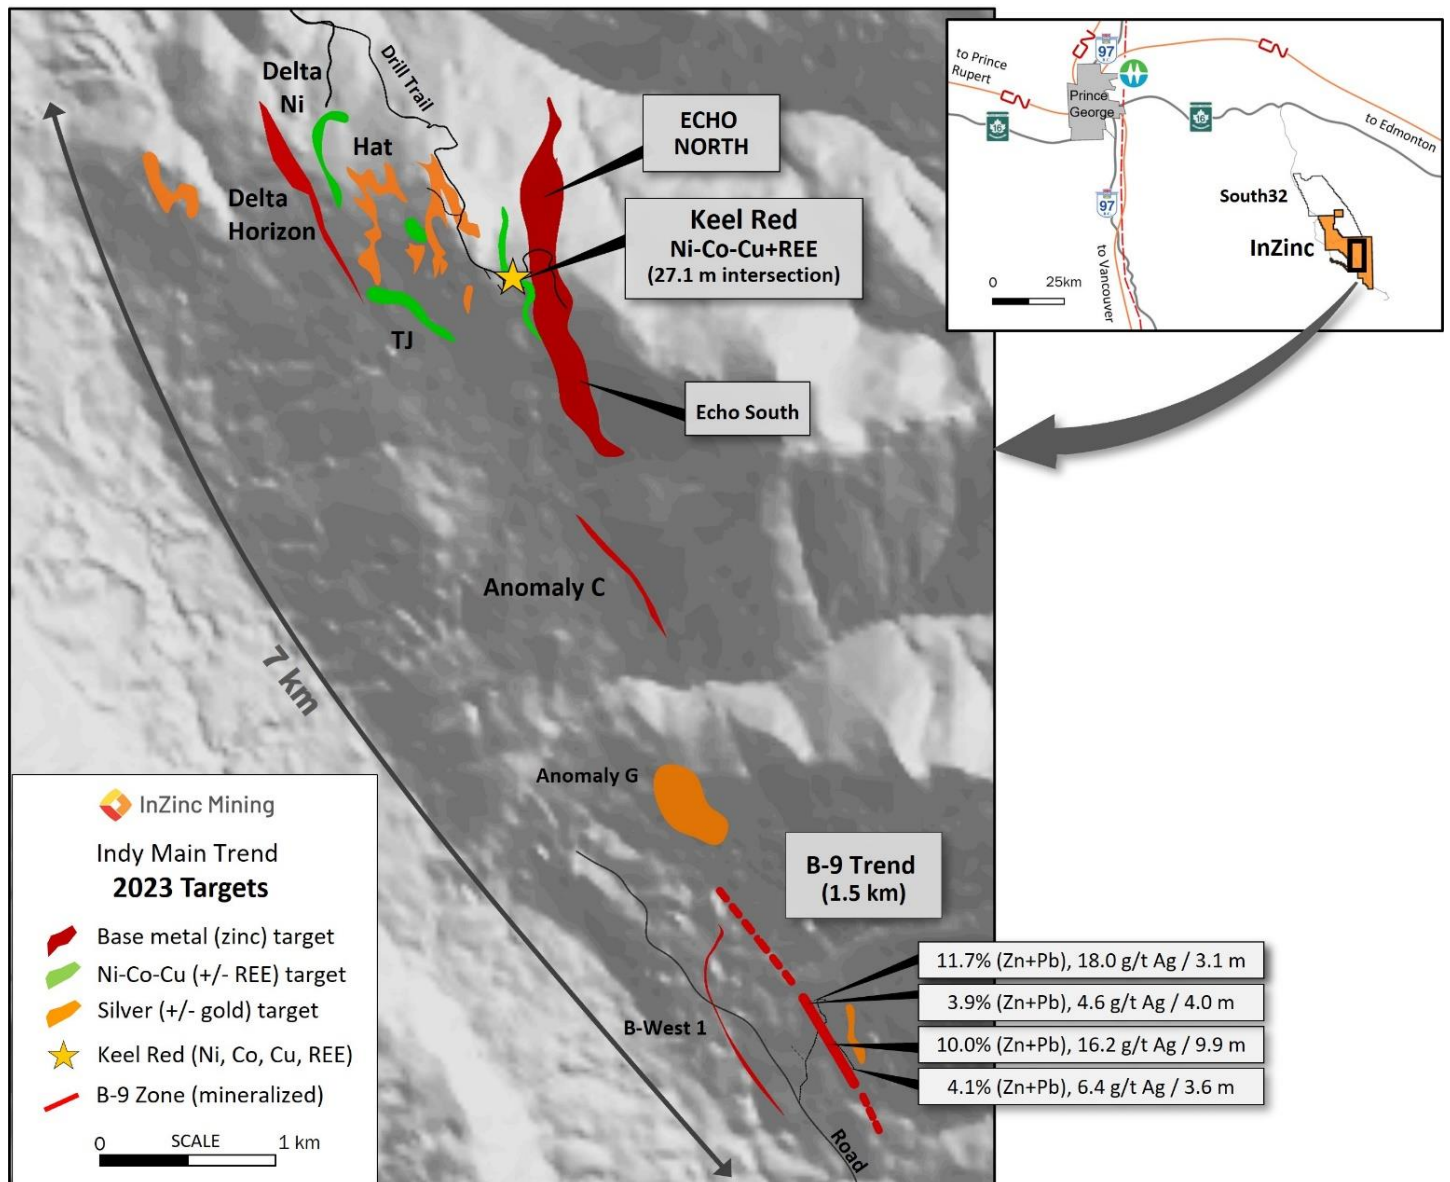 Delta
Ni
Drill Trail
Hat
Delta
Horizon
TJ
ECHO
NORTH
Keel Red
Ni-Co-Cu+REE
(27.1 m intersection)
Echo South
Anomaly C
7 km
Anomaly G
B-9 Trend
(1.5 km)
B-West 1
Road
11.7% (Zn+Pb), 18.0 g/t Ag / 3.1 m
3.9% (Zn+Pb), 4.6 g/t Ag / 4.0 m
10.0% (Zn+Pb), 16.2 g/t Ag / 9.9 m
4.1% (Zn+Pb), 6.4 g/t Ag / 3.6 m
InZinc Mining
Indy Main Trend
2023 Targets
Base metal (zinc) target
Ni-Co-Cu (+/- REE) target
Silver (+/- gold) target
Keel Red (Ni, Co, Cu, REE)
B-9 Zone (mineralized)
0 SCALE 1 km
to Prince
Rupert
CN
97
CN
Prince
George
16
16
to Edmonton
97
South32
InZinc
to Vancouver
0 25km